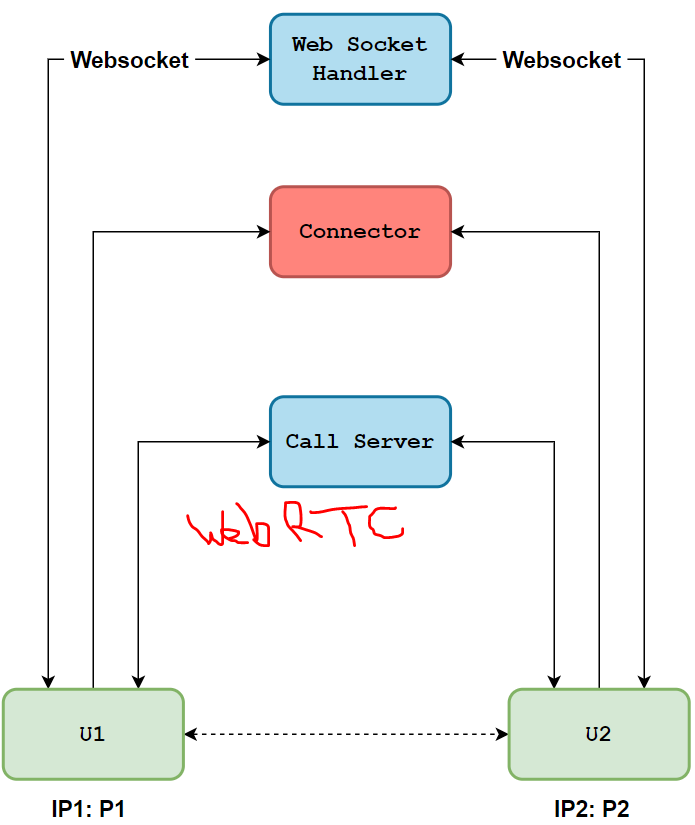 Websocket
Web Socket
Handler
Websocket
Connector
Call Server
WebRTC
U1
U2
IP1: P1
IP2: P2